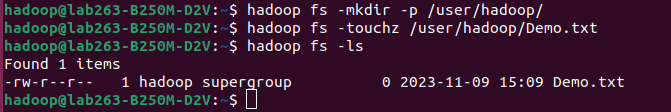 hadoop@lab263-B250M-D2V:~$ hadoop fs -mkdir -p /user/hadoop/
hadoop@lab263-B250M-D2V:~$ hadoop fs -touchz /user/hadoop/Demo.txt
hadoop@lab263-B250M-D2V:~$ hadoop fs -ls
Found 1 items
-rw-r--r--   1 hadoop supergroup          0 2023-11-09 15:09 Demo.txt
hadoop@lab263-B250M-D2V:~$